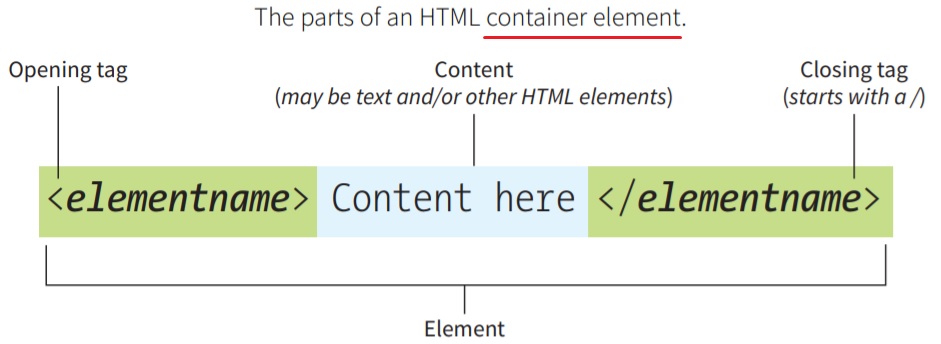 The parts of an HTML container element.
Opening tag
Content
(may be text and/or other HTML elements)
Closing tag
(starts with a /)
<elementname> Content here </elementname>
Element